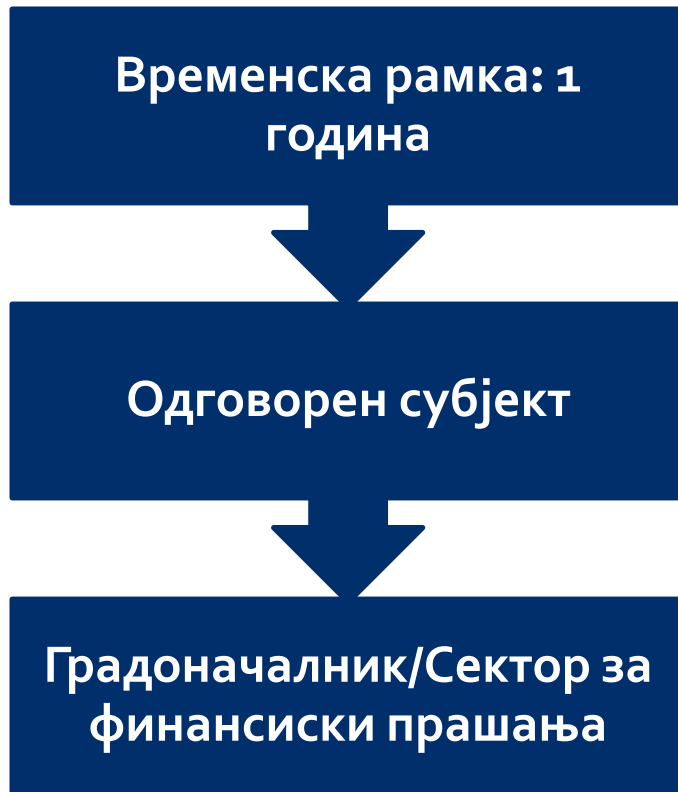 Временска рамка: 1
година
Одговорен субјект
Градоначалник/Сектор за
финансиски прашања